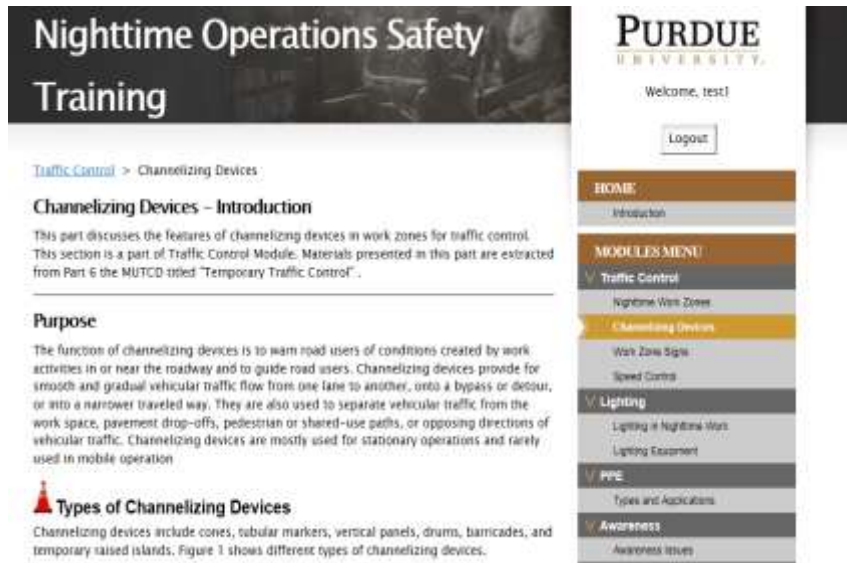 Nighttime Operations Safety
Training
PURDUE
UNIVERSITY.
Welcome, test1
Logout
Traffic Control > Channelizing Devices
Channelizing Devices – Introduction
This part discusses the features of channelizing devices in work zones for traffic control.
This section is a part of Traffic Control Module. Materials presented in this part are extracted
from Part 6 the MUTCD titled "Temporary Traffic Control" .
Purpose
The function of channelizing devices is to warn road users of conditions created by work
activities in or near the roadway and to guide road users. Channelizing devices provide for
smooth and gradual vehicular traffic flow from one lane to another, onto a bypass or detour,
or into a narrower traveled way. They are also used to separate vehicular traffic from the
work space, pavement drop-offs, pedestrian or shared-use paths, or opposing directions of
vehicular traffic. Channelizing devices are mostly used for stationary operations and rarely
used in mobile operation
Types of Channelizing Devices
Channelizing devices include cones, tubular markers, vertical panels, drums, barricades, and
temporary raised islands. Figure 1 shows different types of channelizing devices.
HOME
Introduction
MODULES MENU
V Traffic Control
Nighttime Work Zones
Channelizing Devices
Work Zone Signs
Speed Control
V Lighting
Lighting in Nighttime Work
Lighting Equipment
V PPE
Types and Applications
V Awareness
Awareness Issues